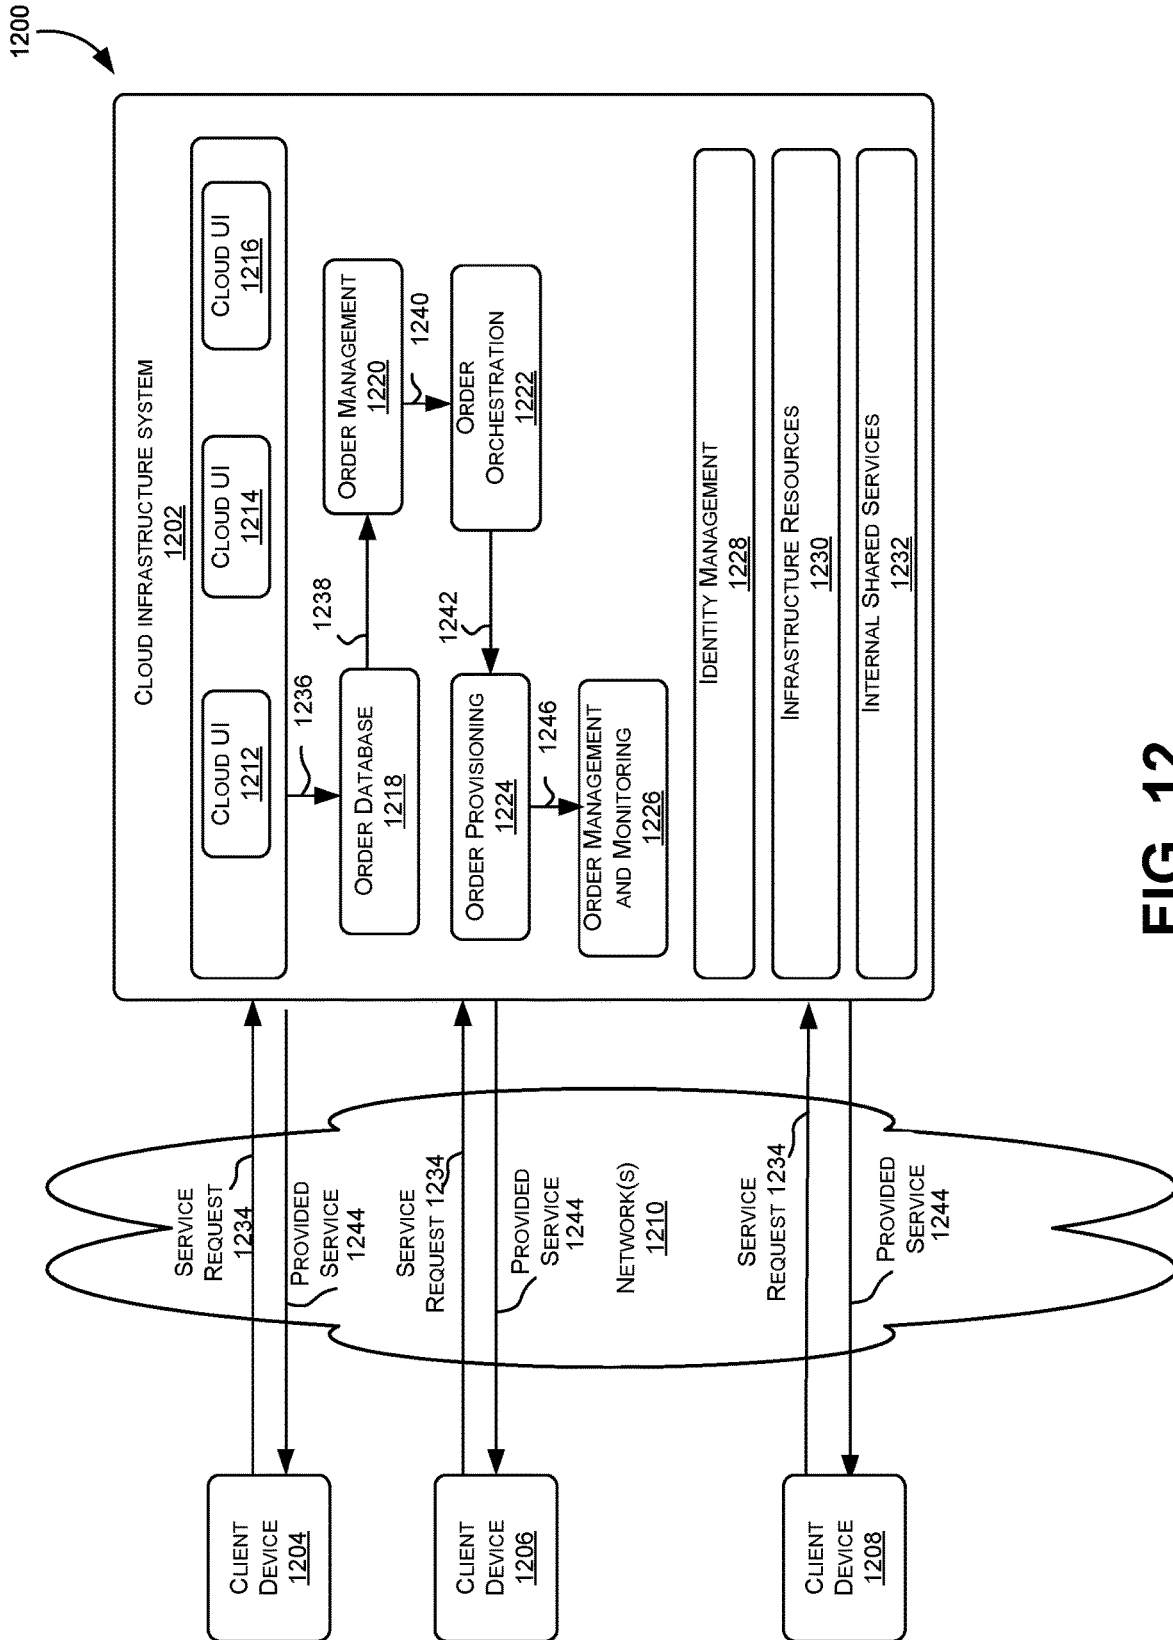 1200
CLOUD INFRASTRUCTURE SYSTEM
1202
CLOUD UI
1212
CLOUD UI
1214
CLOUD UI
1216
1236
ORDER DATABASE
1218
1238
ORDER MANAGEMENT
1220
1240
ORDER
ORCHESTRATION
1222
1242
ORDER PROVISIONING
1224
1246
ORDER MANAGEMENT
AND MONITORING
1226
IDENTITY MANAGEMENT
1228
INFRASTRUCTURE RESOURCES
1230
INTERNAL SHARED SERVICES
1232
CLIENT
DEVICE
1204
SERVICE
REQUEST
1234
PROVIDED
SERVICE
1244
CLIENT
DEVICE
1206
SERVICE
REQUEST 1234
PROVIDED
SERVICE
1244
NETWORK(S)
1210
CLIENT
DEVICE
1208
SERVICE
REQUEST 1234
PROVIDED
SERVICE
1244
FIG. 12